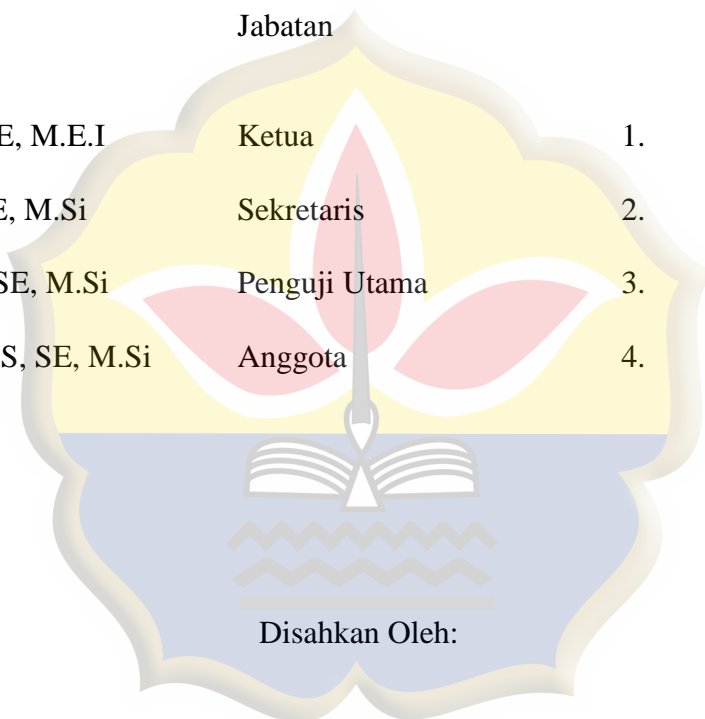 Jabatan
E, M.E.I Ketua 1.
E, M.Si Sekretaris 2.
SE, M.Si Penguji Utama 3.
S, SE, M.Si Anggota 4.
Disahkan Oleh: